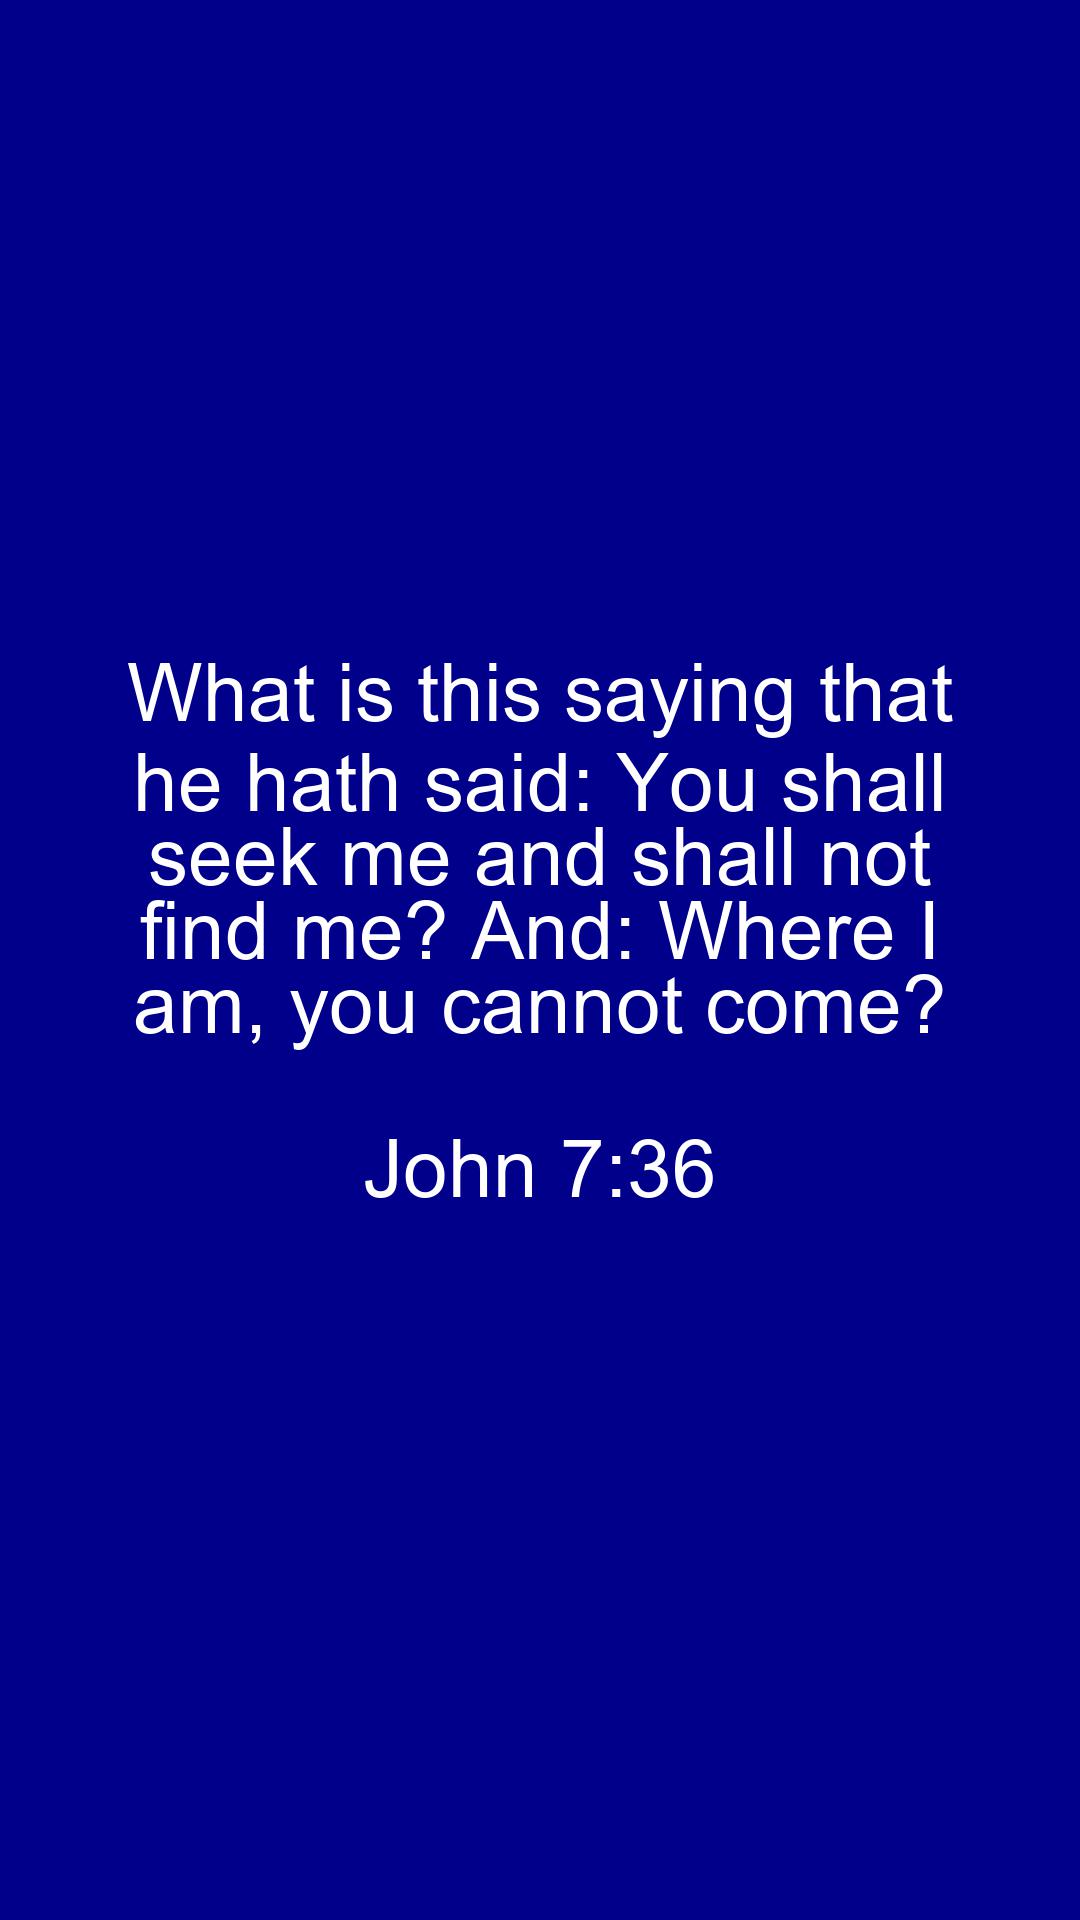 What is this saying that
he hath said: You shall
seek me and shall not
find me? And: Where I
am, you cannot come?
John 7:36